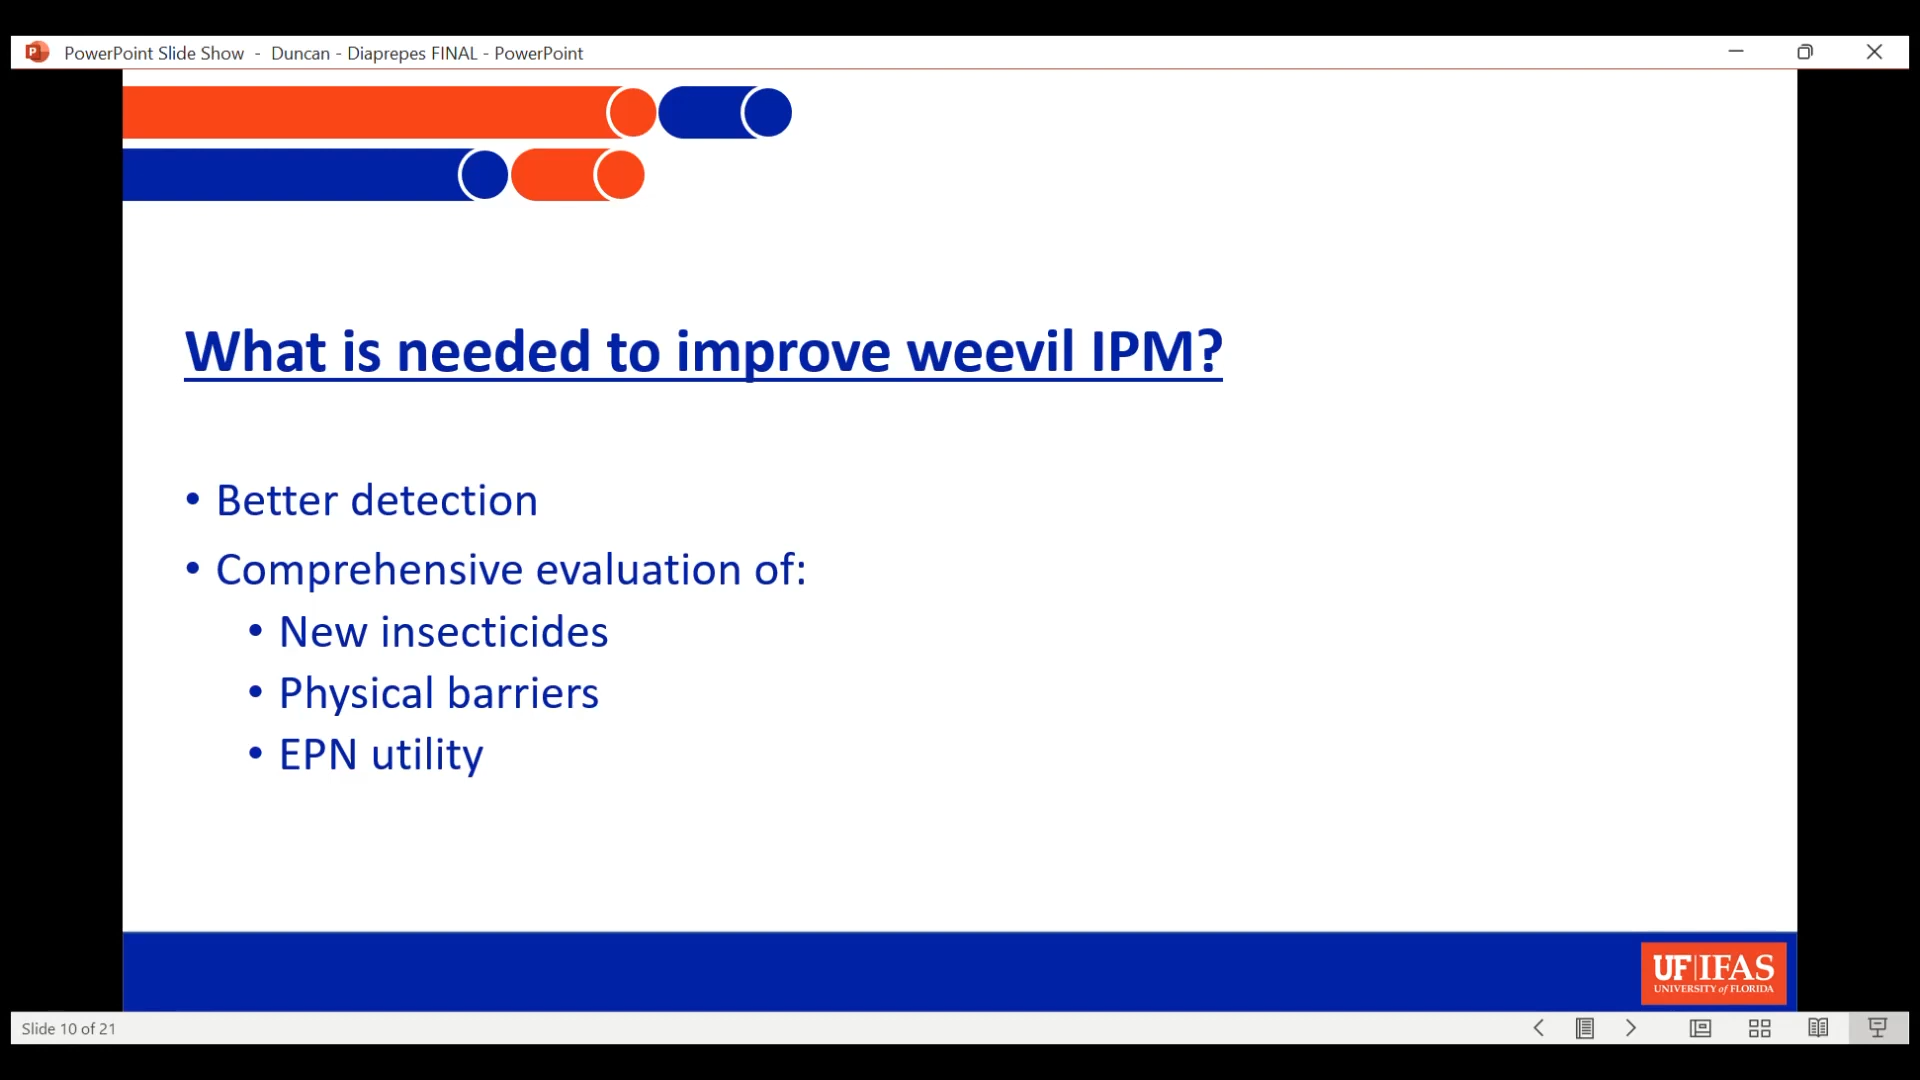 PowerPoint Slide Show - Duncan - Diaprepes FINAL - PowerPoint
What is needed to improve weevil IPM?
• Better detection
• Comprehensive evaluation of:
• New insecticides
• Physical barriers
• EPN utility
UF|IFAS
UNIVERSITY of FLORIDA
Slide 10 of 21